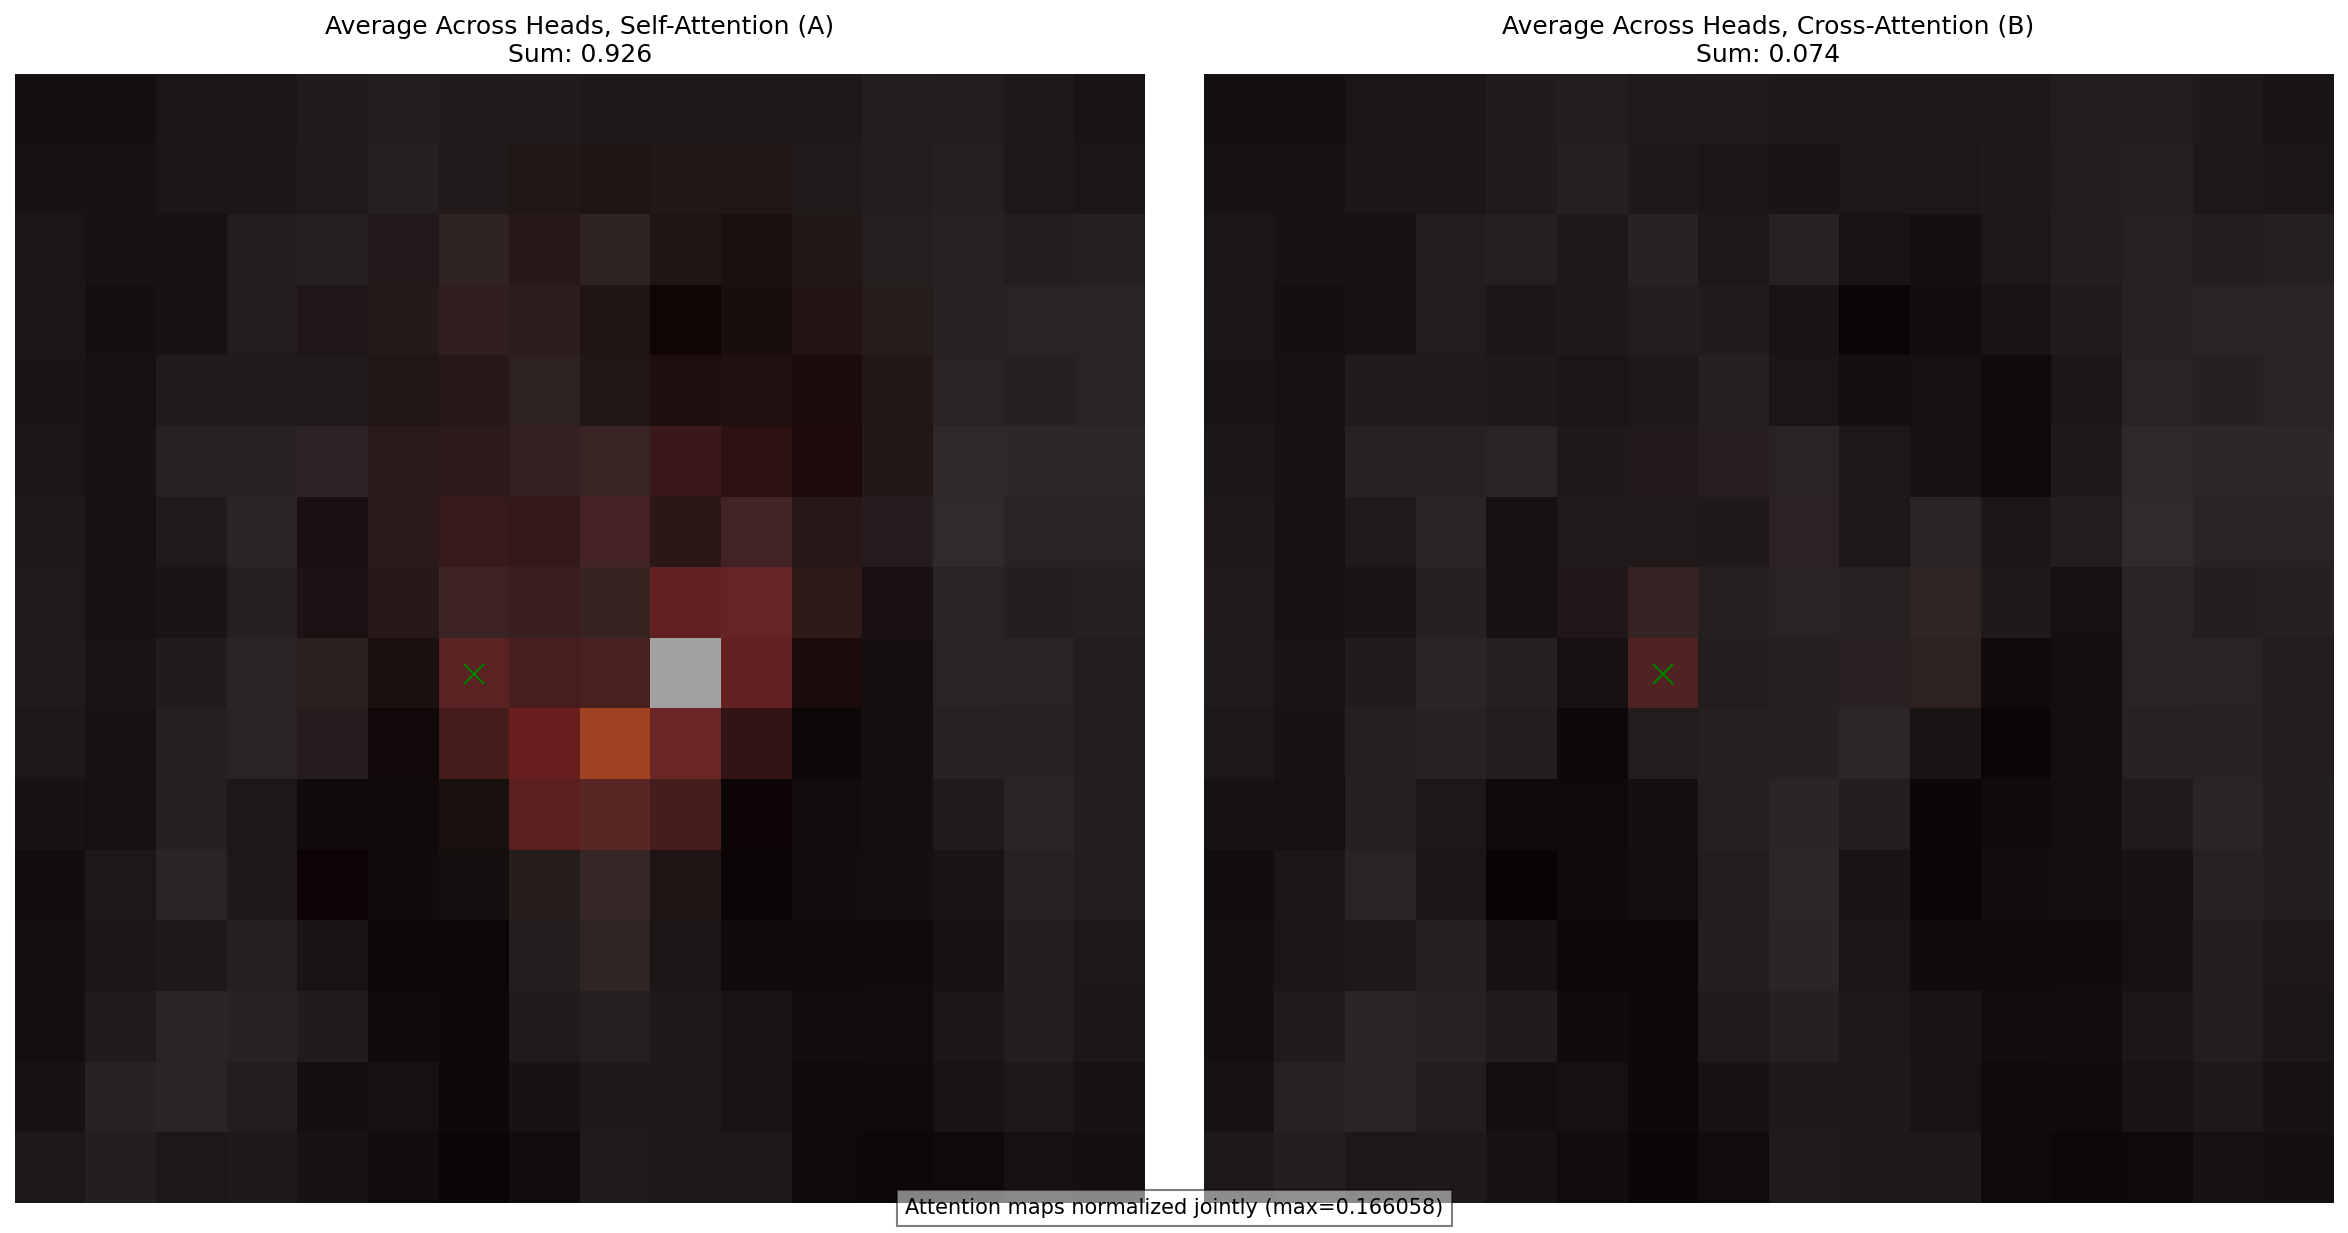 Average Across Heads, Self-Attention (A)
Sum: 0.926
Average Across Heads, Cross-Attention (B)
Sum: 0.074
Attention maps normalized jointly (max=0.166058)